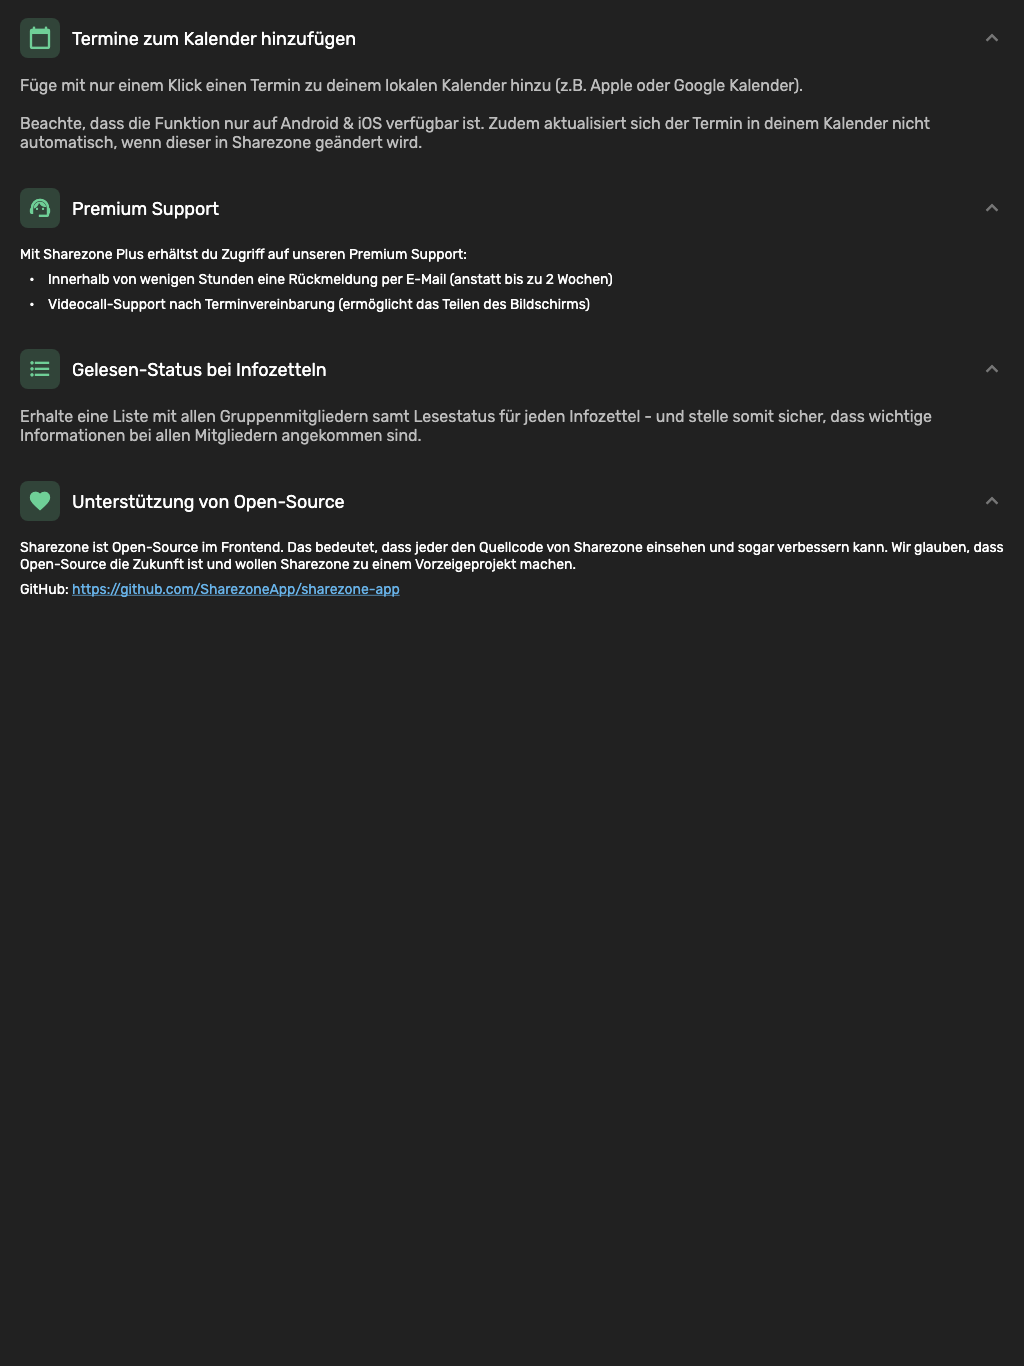 Termine zum Kalender hinzufügen
Füge mit nur einem Klick einen Termin zu deinem lokalen Kalender hinzu (z.B. Apple oder Google Kalender).
Beachte, dass die Funktion nur auf Android & iOS verfügbar ist. Zudem aktualisiert sich der Termin in deinem Kalender nicht
automatisch, wenn dieser in Sharezone geändert wird.
Premium Support
Mit Sharezone Plus erhältst du Zugriff auf unseren Premium Support:
• Innerhalb von wenigen Stunden eine Rückmeldung per E-Mail (anstatt bis zu 2 Wochen)
• Videocall-Support nach Terminvereinbarung (ermöglicht das Teilen des Bildschirms)
Gelesen-Status bei Infozetteln
Erhalte eine Liste mit allen Gruppenmitgliedern samt Lesestatus für jeden Infozettel - und stelle somit sicher, dass wichtige
Informationen bei allen Mitgliedern angekommen sind.
Unterstützung von Open-Source
Sharezone ist Open-Source im Frontend. Das bedeutet, dass jeder den Quellcode von Sharezone einsehen und sogar verbessern kann. Wir glauben, dass
Open-Source die Zukunft ist und wollen Sharezone zu einem Vorzeigeprojekt machen.
GitHub: https://github.com/SharezoneApp/sharezone-app